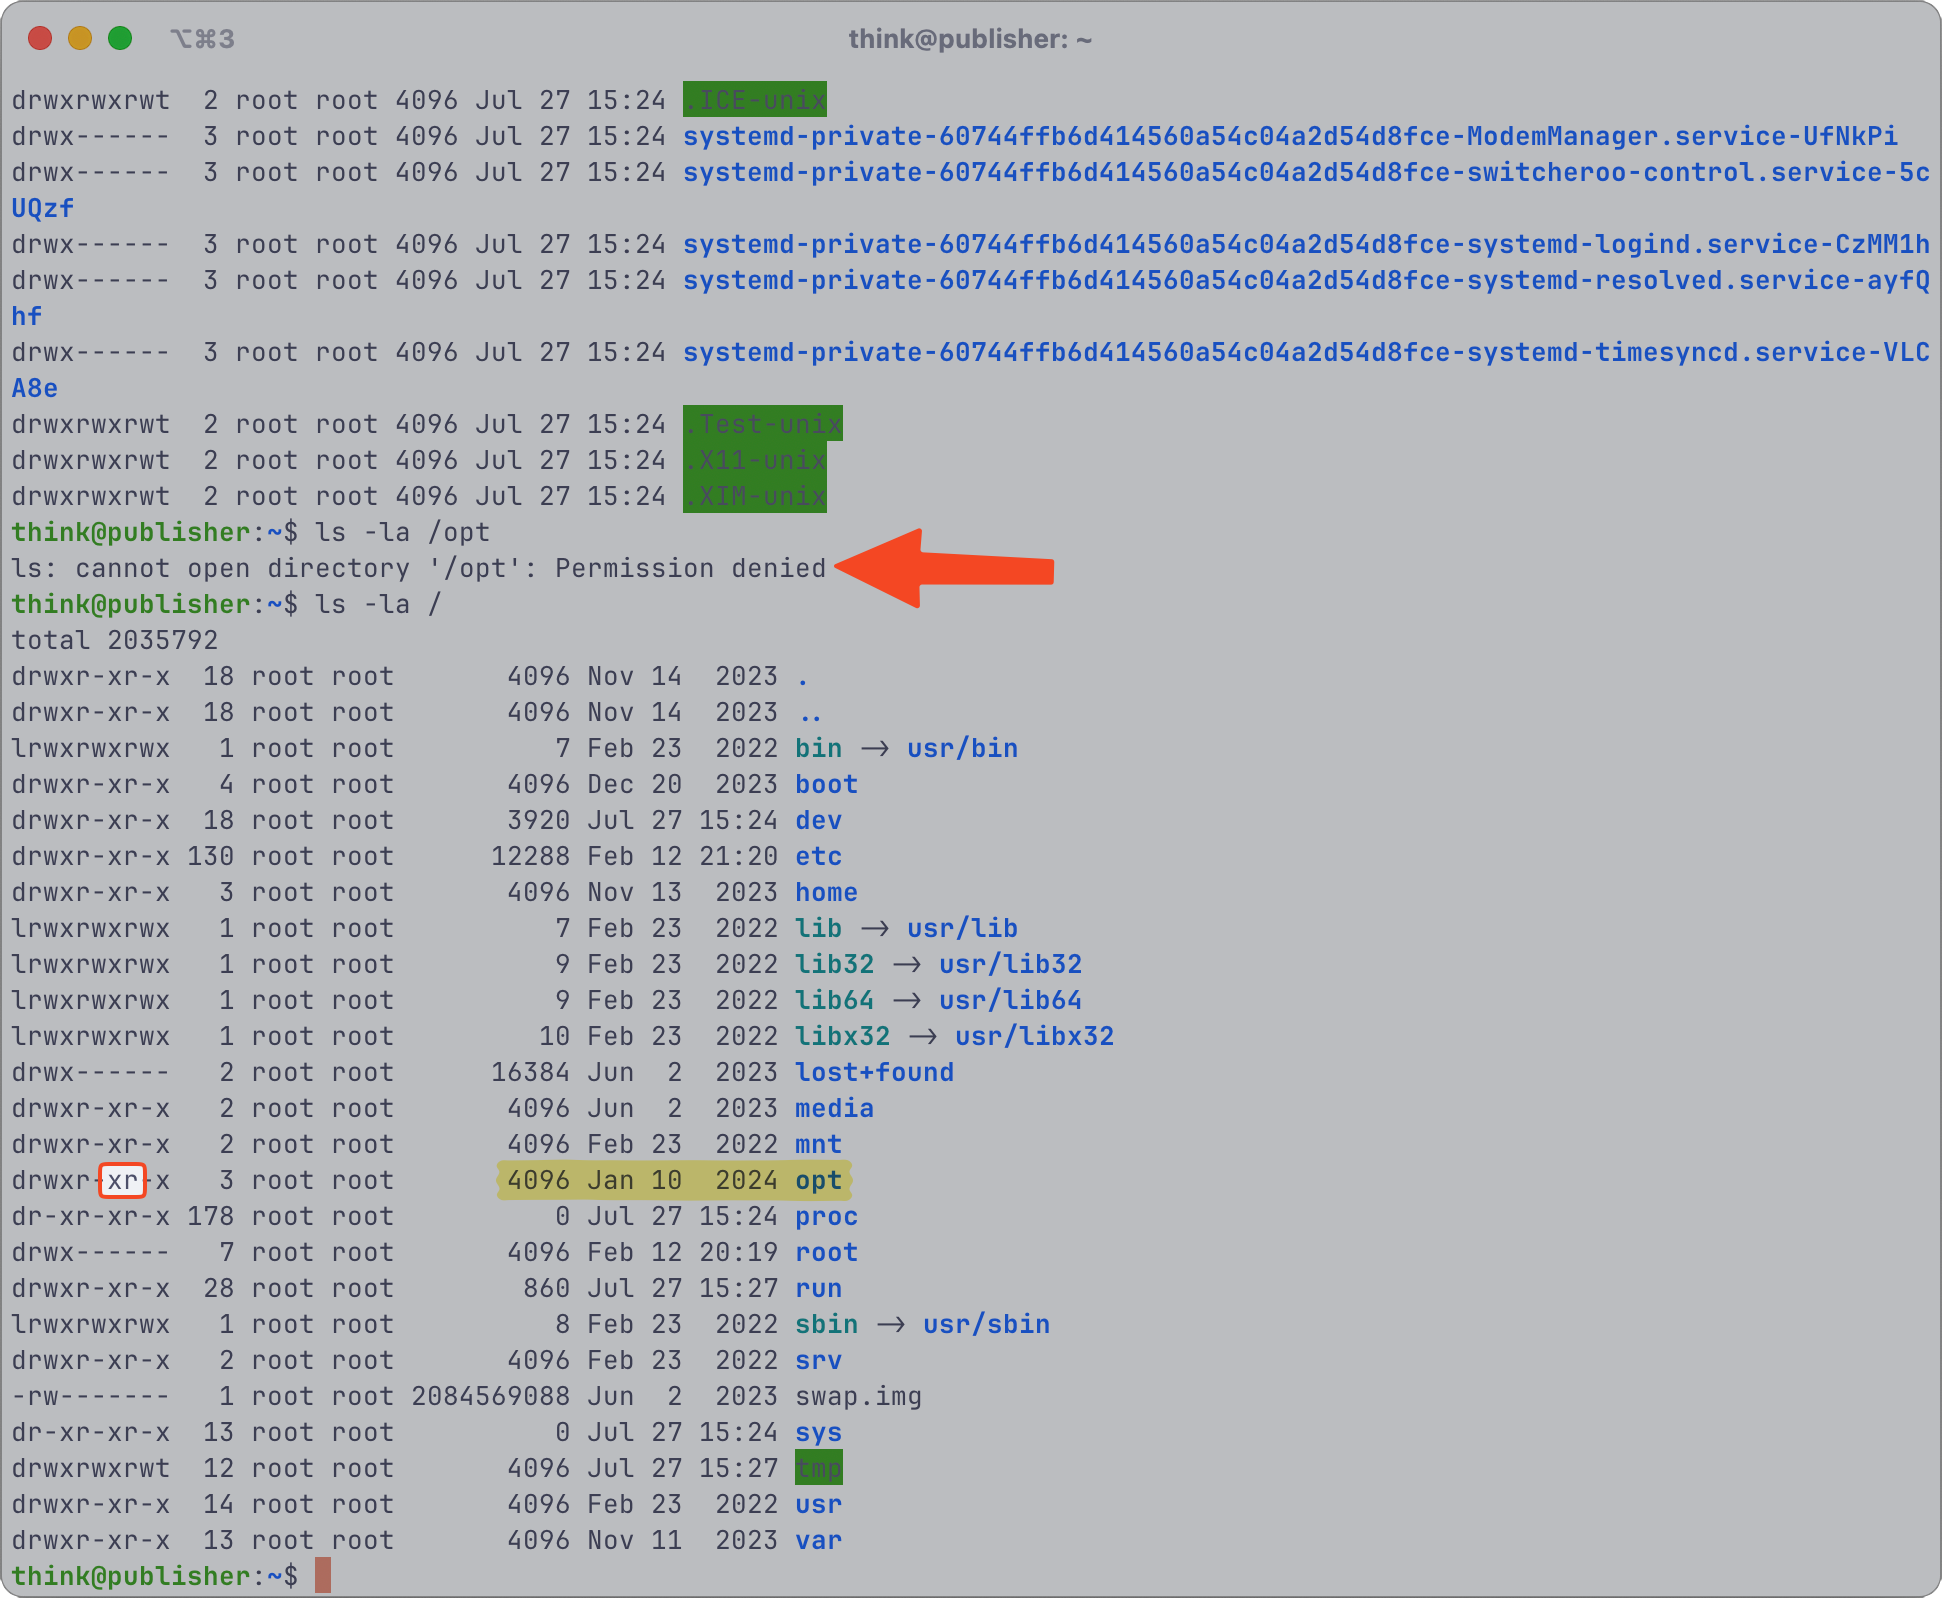 ⌥⌘3
think@publisher: ~
drwxrwxrwt  2 root root 4096 Jul 27 15:24 .ICE-unix
drwx------  3 root root 4096 Jul 27 15:24 systemd-private-60744ffb6d414560a54c04a2d54d8fce-ModemManager.service-UfNkPi
drwx------  3 root root 4096 Jul 27 15:24 systemd-private-60744ffb6d414560a54c04a2d54d8fce-switcheroo-control.service-5c
UQzf
drwx------  3 root root 4096 Jul 27 15:24 systemd-private-60744ffb6d414560a54c04a2d54d8fce-systemd-logind.service-CzMM1h
drwx------  3 root root 4096 Jul 27 15:24 systemd-private-60744ffb6d414560a54c04a2d54d8fce-systemd-resolved.service-ayfQ
hf
drwx------  3 root root 4096 Jul 27 15:24 systemd-private-60744ffb6d414560a54c04a2d54d8fce-systemd-timesyncd.service-VLC
A8e
drwxrwxrwt  2 root root 4096 Jul 27 15:24 .Test-unix
drwxrwxrwt  2 root root 4096 Jul 27 15:24 .X11-unix
drwxrwxrwt  2 root root 4096 Jul 27 15:24 .XIM-unix
think@publisher:~$ ls -la /opt
ls: cannot open directory '/opt': Permission denied
think@publisher:~$ ls -la /
total 2035792
drwxr-xr-x  18 root root       4096 Nov 14  2023 .
drwxr-xr-x  18 root root       4096 Nov 14  2023 ..
lrwxrwxrwx   1 root root          7 Feb 23  2022 bin -> usr/bin
drwxr-xr-x   4 root root       4096 Dec 20  2023 boot
drwxr-xr-x  18 root root       3920 Jul 27 15:24 dev
drwxr-xr-x 130 root root      12288 Feb 12 21:20 etc
drwxr-xr-x   3 root root       4096 Nov 13  2023 home
lrwxrwxrwx   1 root root          7 Feb 23  2022 lib -> usr/lib
lrwxrwxrwx   1 root root          9 Feb 23  2022 lib32 -> usr/lib32
lrwxrwxrwx   1 root root          9 Feb 23  2022 lib64 -> usr/lib64
lrwxrwxrwx   1 root root         10 Feb 23  2022 libx32 -> usr/libx32
drwx------   2 root root      16384 Jun  2  2023 lost+found
drwxr-xr-x   2 root root       4096 Jun  2  2023 media
drwxr-xr-x   2 root root       4096 Feb 23  2022 mnt
drwxr-xr-x   3 root root       4096 Jan 10  2024 opt
dr-xr-xr-x 178 root root          0 Jul 27 15:24 proc
drwx------   7 root root       4096 Feb 12 20:19 root
drwxr-xr-x  28 root root        860 Jul 27 15:27 run
lrwxrwxrwx   1 root root          8 Feb 23  2022 sbin -> usr/sbin
drwxr-xr-x   2 root root       4096 Feb 23  2022 srv
-rw-------   1 root root 2084569088 Jun  2  2023 swap.img
dr-xr-xr-x  13 root root          0 Jul 27 15:24 sys
drwxrwxrwt  12 root root       4096 Jul 27 15:27 tmp
drwxr-xr-x  14 root root       4096 Feb 23  2022 usr
drwxr-xr-x  13 root root       4096 Nov 11  2023 var
think@publisher:~$